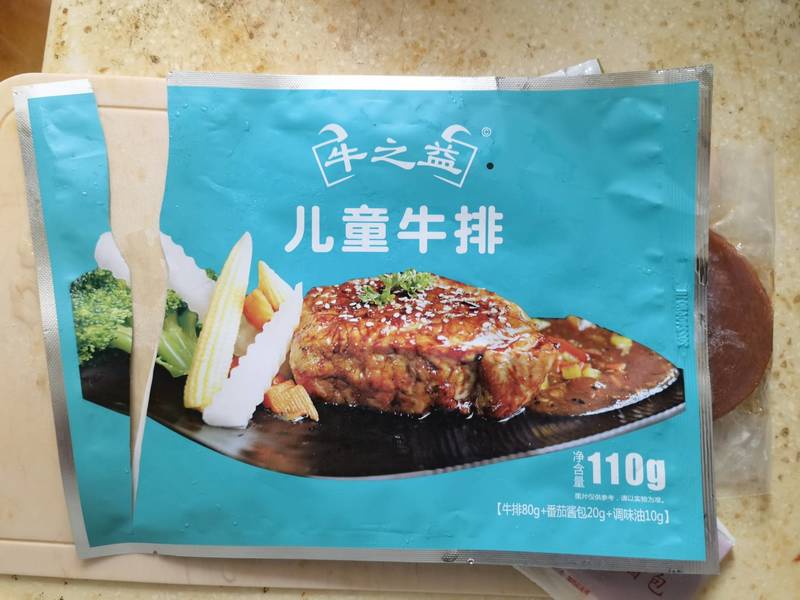 牛之益©
儿童牛排
净含量 110g
图片仅供参考，请以实物为准。
【牛排80g+番茄酱包20g+调味油10g】
包